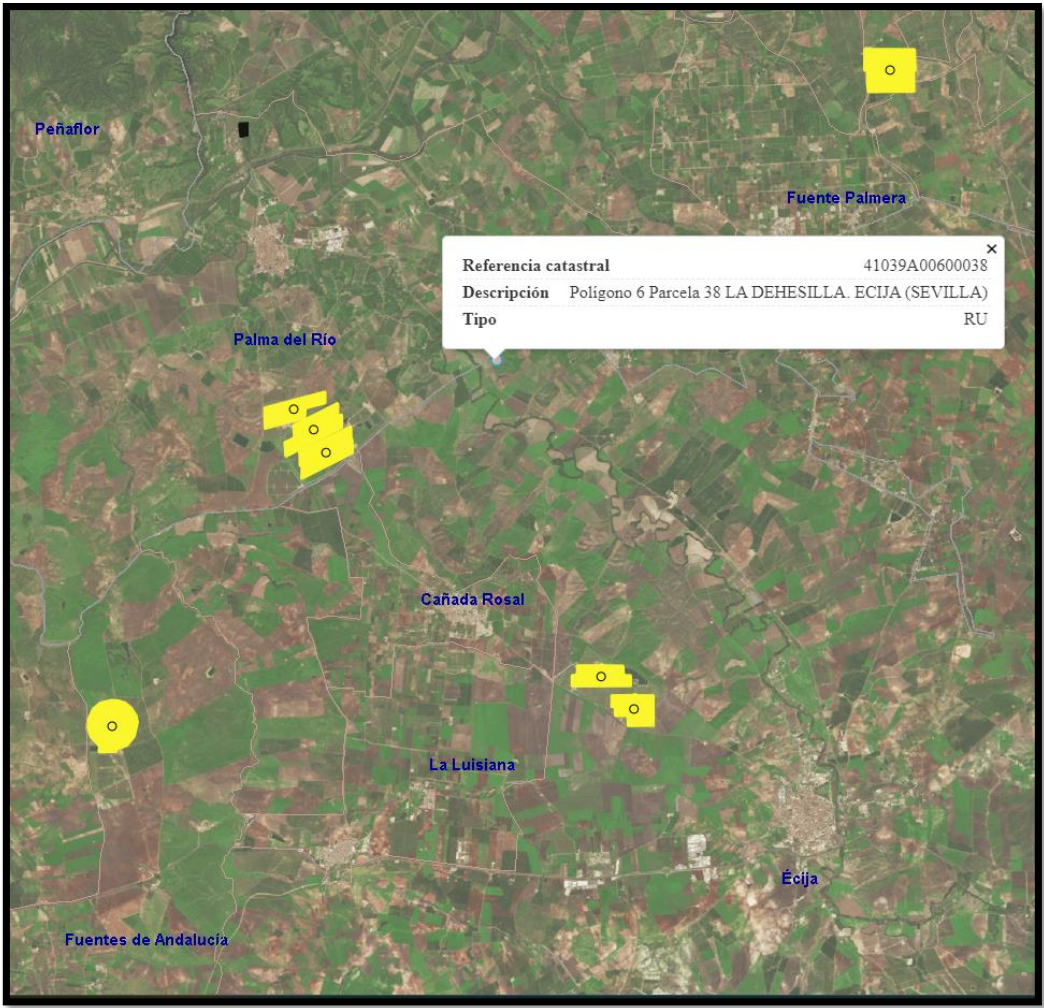 Peñaflor
Fuente Palmera
Referencia catastral 41039A00600038
Descripción Polígono 6 Parcela 38 LA DEHESILLA. ECIJA (SEVILLA)
Tipo RU
Palma del Río
Cañada Rosal
La Luisiana
Écija
Fuentes de Andalucía